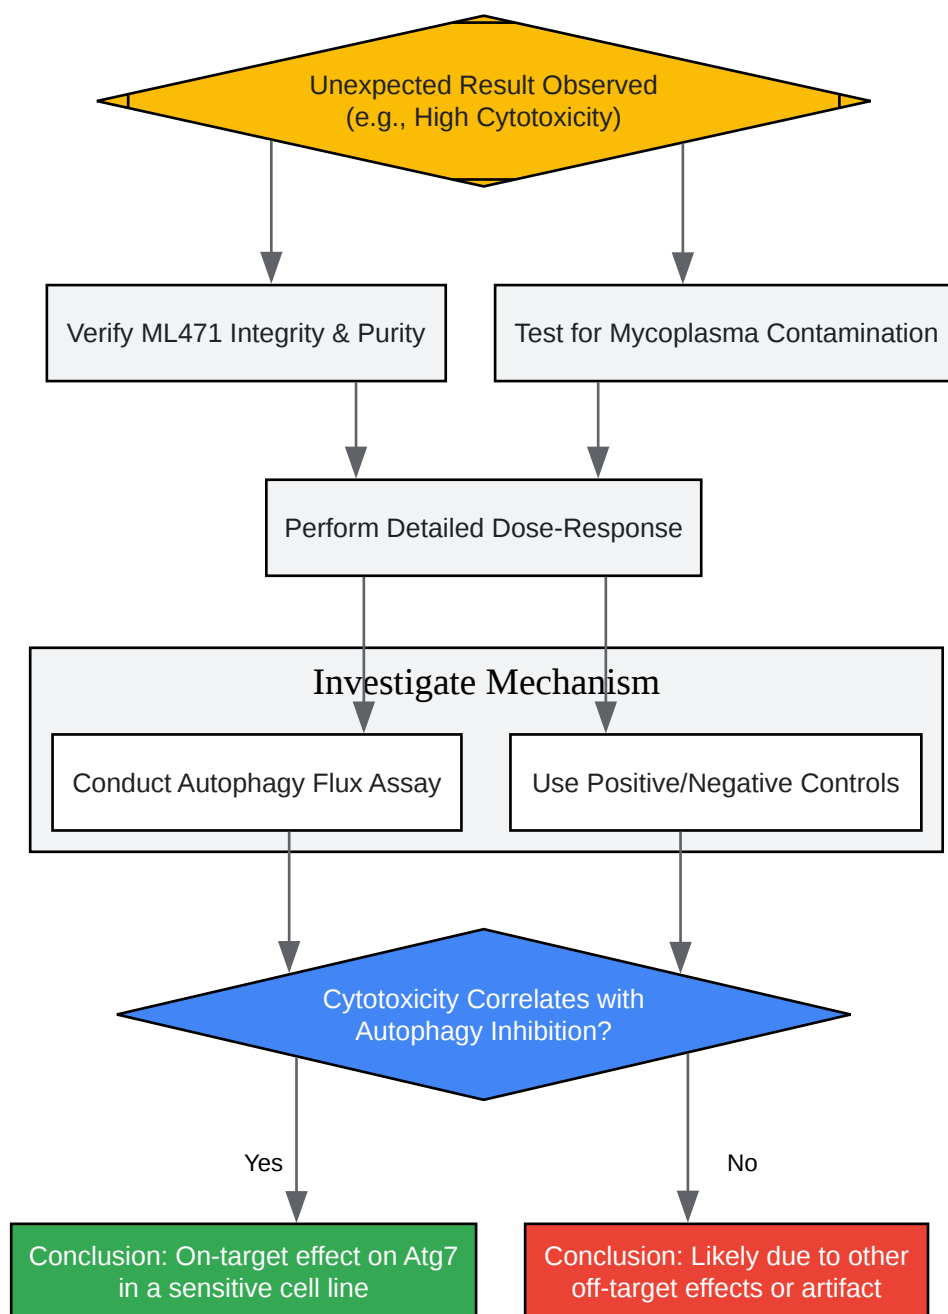 Unexpected Result Observed
(e.g., High Cytotoxicity)
Verify ML471 Integrity & Purity
Test for Mycoplasma Contamination
Perform Detailed Dose-Response
Investigate Mechanism
Conduct Autophagy Flux Assay
Use Positive/Negative Controls
Cytotoxicity Correlates with
Autophagy Inhibition?
Yes
No
Conclusion: On-target effect on Atg7
in a sensitive cell line
Conclusion: Likely due to other
off-target effects or artifact